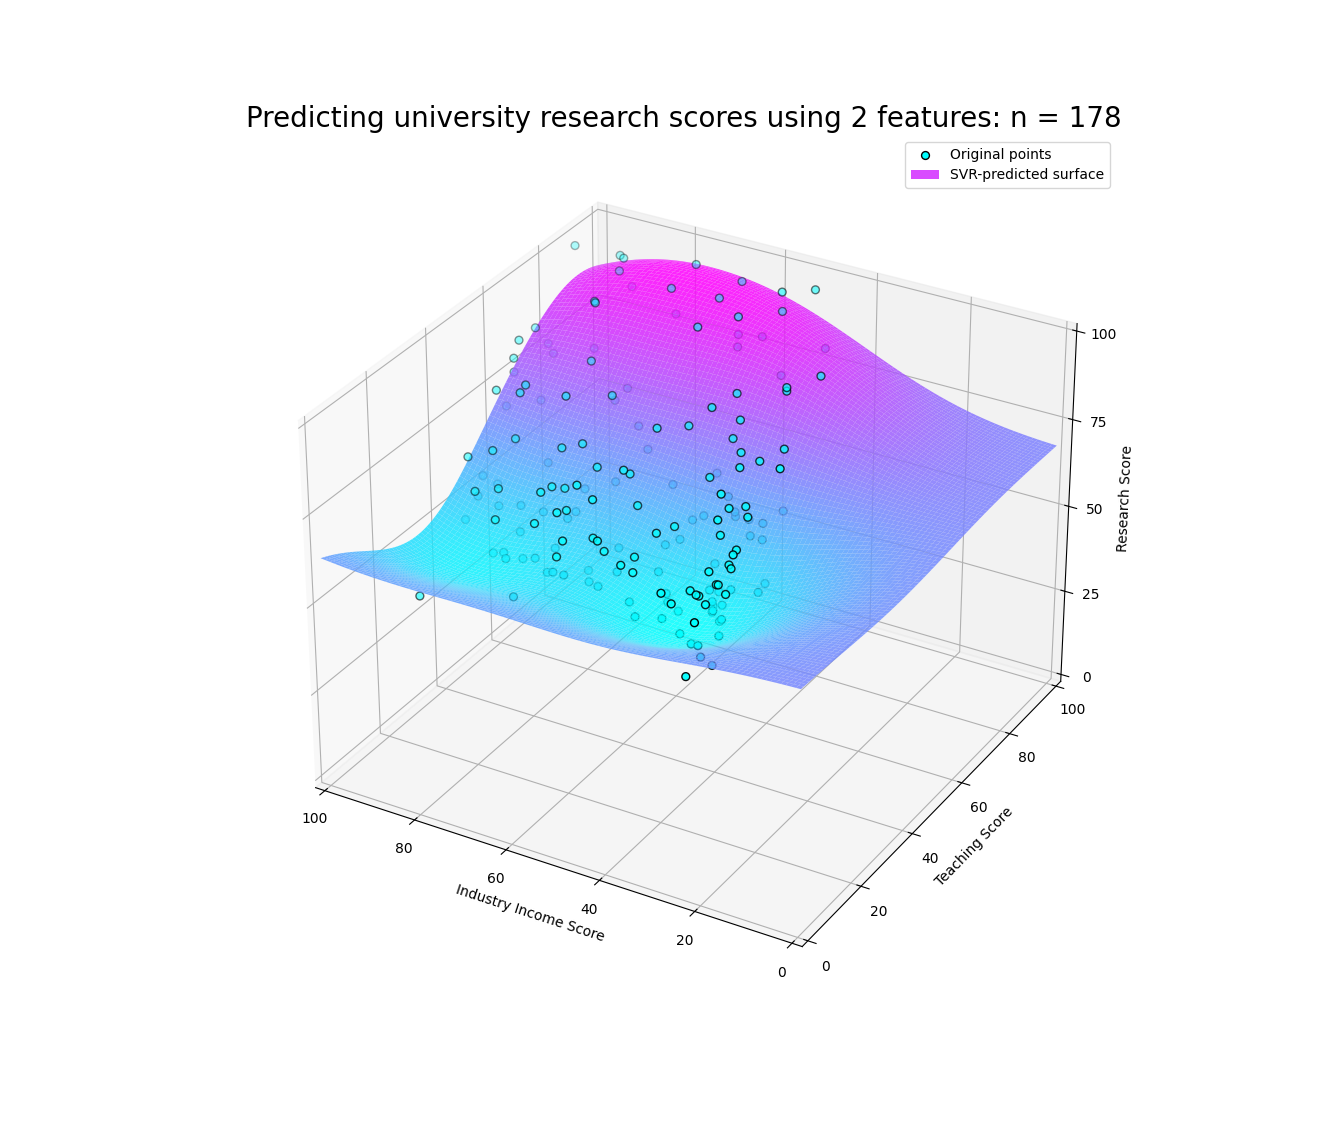 Predicting university research scores using 2 features: n = 178
Original points
SVR-predicted surface
100
75
50
25
0
Research Score
100
80
60
40
20
0
Teaching Score
100
80
60
40
20
0
Industry Income Score